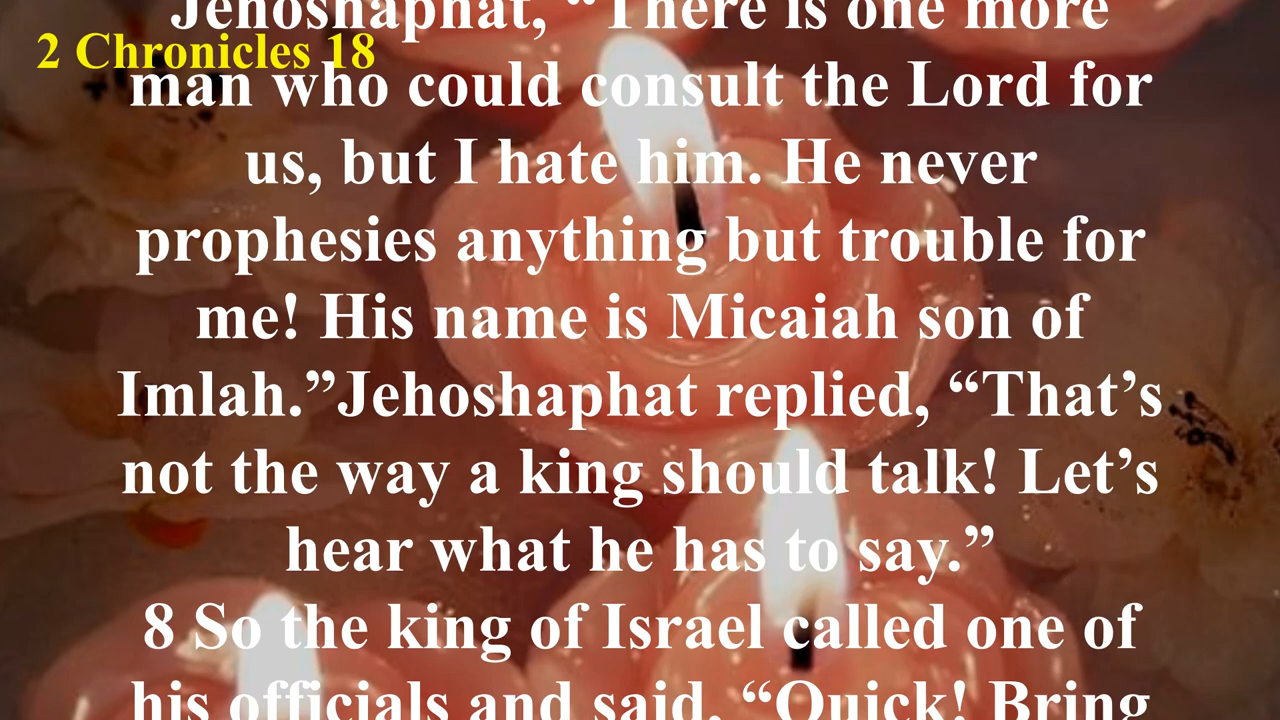 Jehoshaphat, “There is one more
2 Chronicles 18
man who could consult the Lord for
us, but I hate him. He never
prophesies anything but trouble for
me! His name is Micaiah son of
Imlah.”Jehoshaphat replied, “That’s
not the way a king should talk! Let’s
hear what he has to say.”
8 So the king of Israel called one of
his officials and said, “Quick! Bring